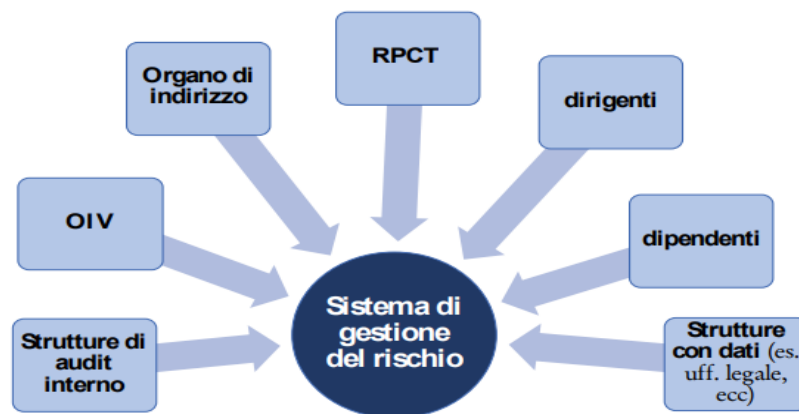 RPCT
Organo di
indirizzo
dirigenti
OIV
dipendenti
Sistema di
gestione
del rischio
Strutture di
audit
interno
Strutture
con dati (es.
uff. legale,
ecc)